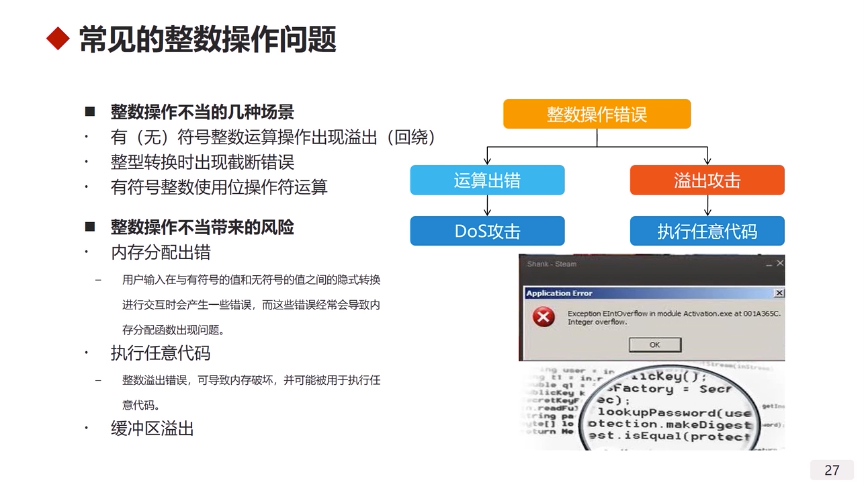 常见的整数操作问题
■ 整数操作不当的几种场景
· 有（无）符号整数运算操作出现溢出（回绕）
· 整型转换时出现截断错误
· 有符号整数使用位操作符运算
■ 整数操作不当带来的风险
· 内存分配出错
– 用户输入在与有符号的值和无符号的值之间的隐式转换
进行交互时会产生一些错误，而这些错误经常会导致内
存分配函数出现问题。
· 执行任意代码
– 整数溢出错误，可导致内存破坏，并可能被用于执行任
意代码。
· 缓冲区溢出
整数操作错误
运算出错
溢出攻击
DoS攻击
执行任意代码
Shank - Steam
Application Error
Exception EIntOverflow in module Activation.exe at 001A365C.
Integer overflow.
OK
licKey();
Factory = Secr
ec);
lookupPassword(use
otection.makeDigest
est.isEqual(protect
27